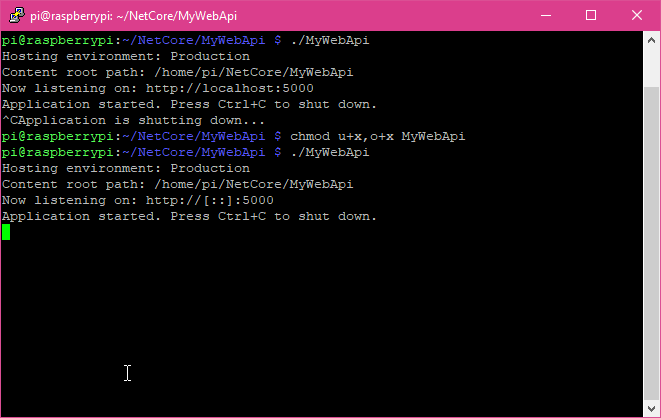 pi@raspberrypi: ~/NetCore/MyWebApi
pi@raspberrypi:~/NetCore/MyWebApi $ ./MyWebApi
Hosting environment: Production
Content root path: /home/pi/NetCore/MyWebApi
Now listening on: http://localhost:5000
Application started. Press Ctrl+C to shut down.
^CApplication is shutting down...
pi@raspberrypi:~/NetCore/MyWebApi $ chmod u+x,o+x MyWebApi
pi@raspberrypi:~/NetCore/MyWebApi $ ./MyWebApi
Hosting environment: Production
Content root path: /home/pi/NetCore/MyWebApi
Now listening on: http://[::]:5000
Application started. Press Ctrl+C to shut down.